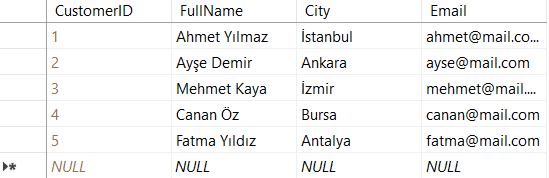 CustomerID FullName City Email
1 Ahmet Yılmaz İstanbul ahmet@mail.co...
2 Ayşe Demir Ankara ayse@mail.com
3 Mehmet Kaya İzmir mehmet@mail....
4 Canan Öz Bursa canan@mail.com
5 Fatma Yıldız Antalya fatma@mail.com
NULL NULL NULL NULL